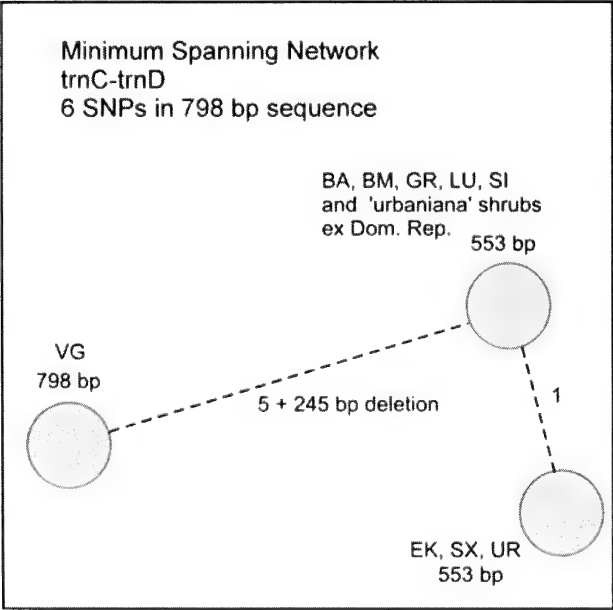 Minimum Spanning Network
trnC-trnD
6 SNPs in 798 bp sequence
BA, BM, GR, LU, SI
and 'urbaniana' shrubs
ex Dom. Rep.
553 bp
VG
798 bp
5 + 245 bp deletion
1
EK, SX, UR
553 bp